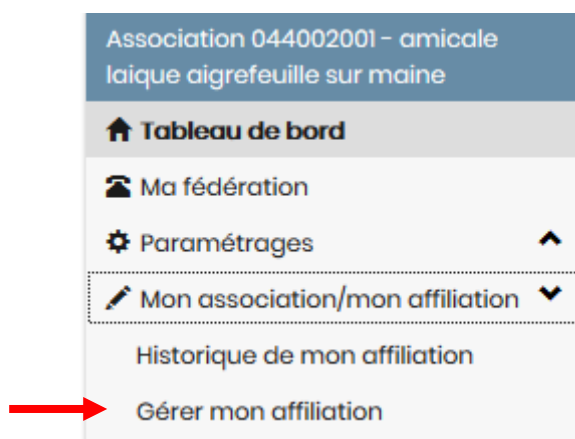 Association 044002001 - amicale
laique aigrefeuille sur maine
Tableau de bord
Ma fédération
Paramétrages
Mon association/mon affiliation
Historique de mon affiliation
Gérer mon affiliation